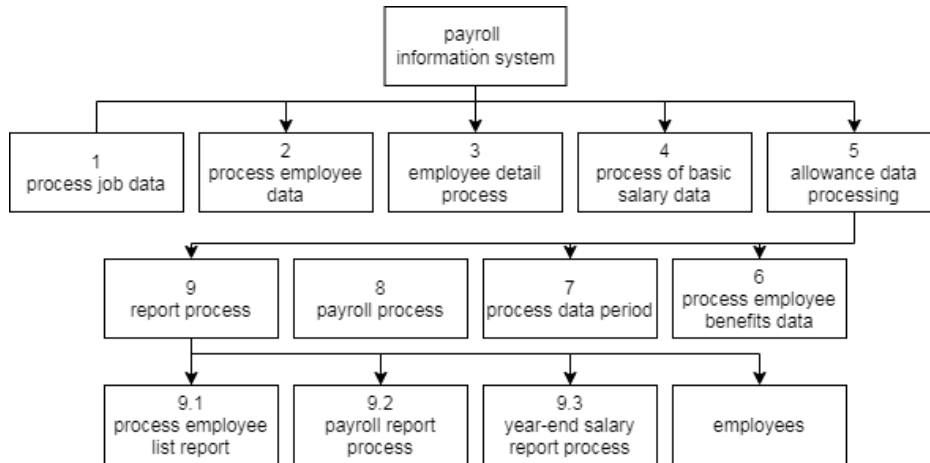 payroll
information system
1
process job data
2
process employee
data
3
employee detail
process
4
process of basic
salary data
5
allowance data
processing
9
report process
8
payroll process
7
process data period
6
process employee
benefits data
9.1
process employee
list report
9.2
payroll report
process
9.3
year-end salary
report process
employees